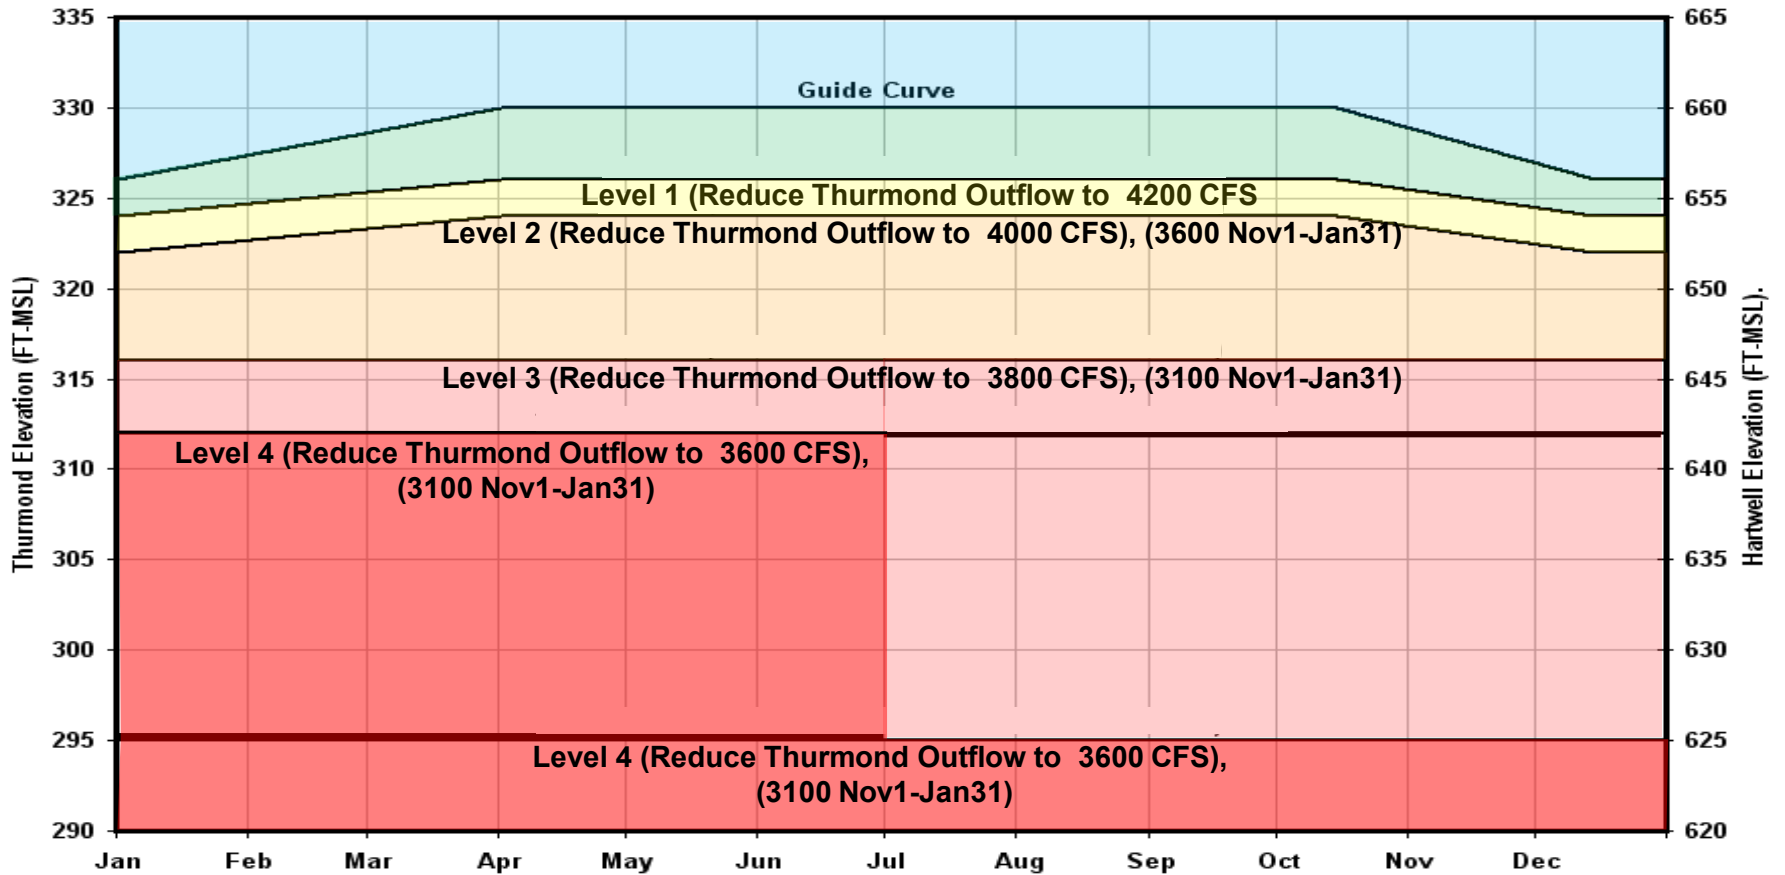 335
665
Guide Curve
330
660
Level 1 (Reduce Thurmond Outflow to 4200 CFS
325
655
Level 2 (Reduce Thurmond Outflow to 4000 CFS), (3600 Nov1-Jan31)
320
650
Thurmond Elevation (FT-MSL)
Hartwell Elevation (FT-MSL).
315
Level 3 (Reduce Thurmond Outflow to 3800 CFS), (3100 Nov1-Jan31)
645
Level 4 (Reduce Thurmond Outflow to 3600 CFS),
310
640
(3100 Nov1-Jan31)
305
635
300
630
295
625
Level 4 (Reduce Thurmond Outflow to 3600 CFS),
(3100 Nov1-Jan31)
290
620
Jan Feb Mar Apr May Jun Jul Aug Sep Oct Nov Dec